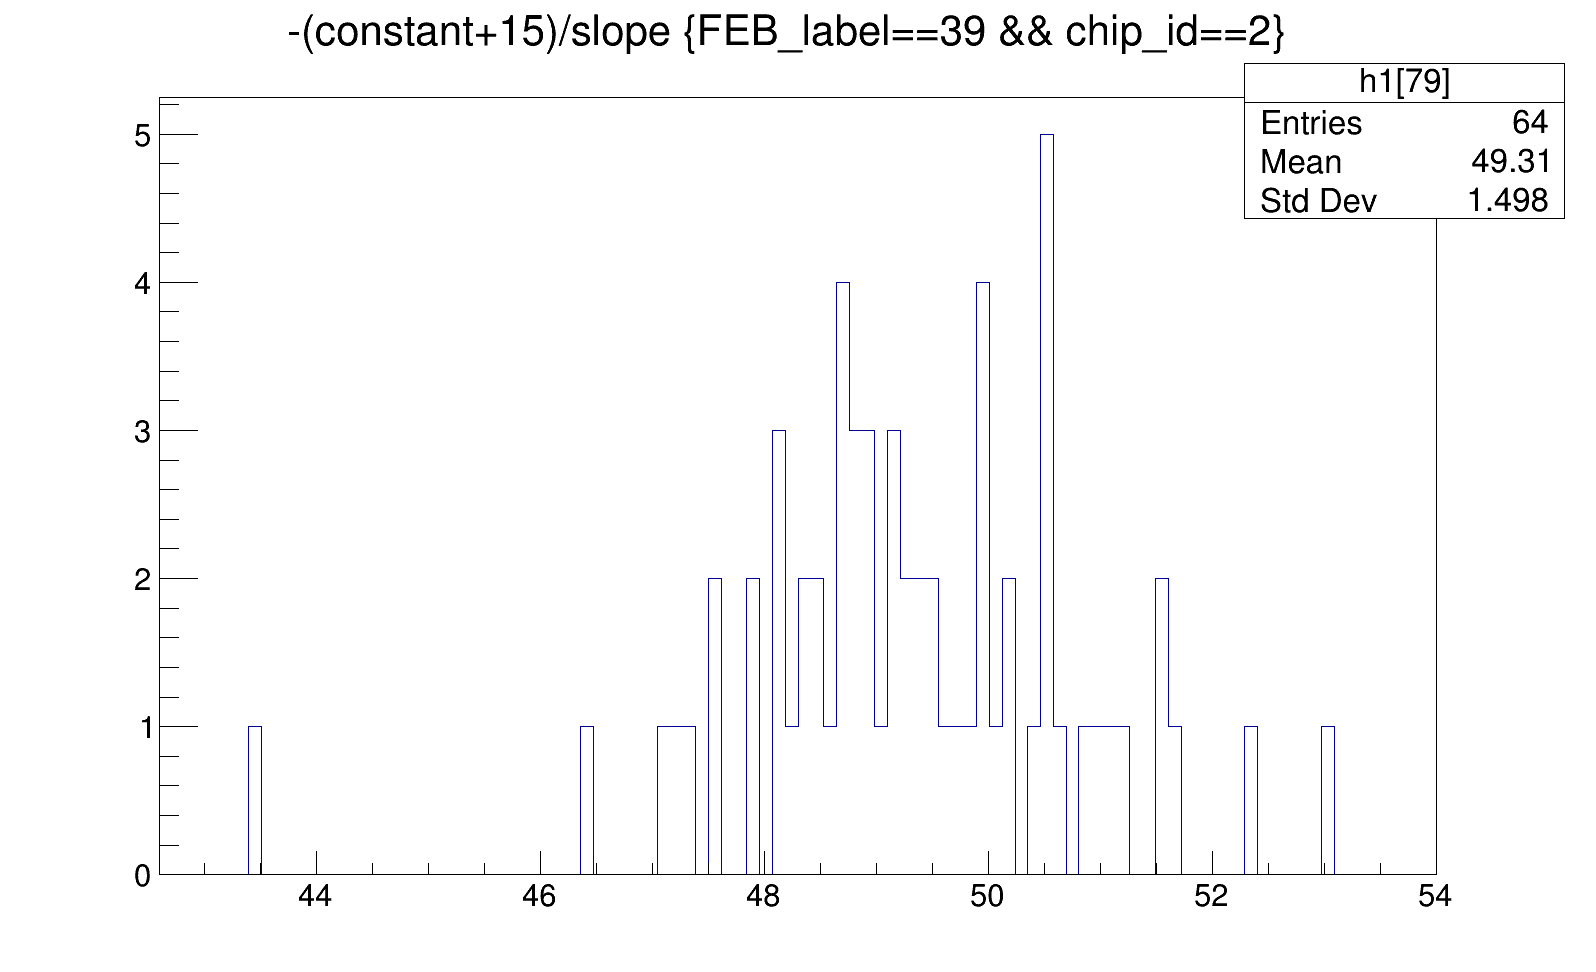 -(constant+15)/slope {FEB_label==39 && chip_id==2}
h1[79]
Entries 64
Mean 49.31
Std Dev 1.498
5
4
3
2
1
0
44 46 48 50 52 54